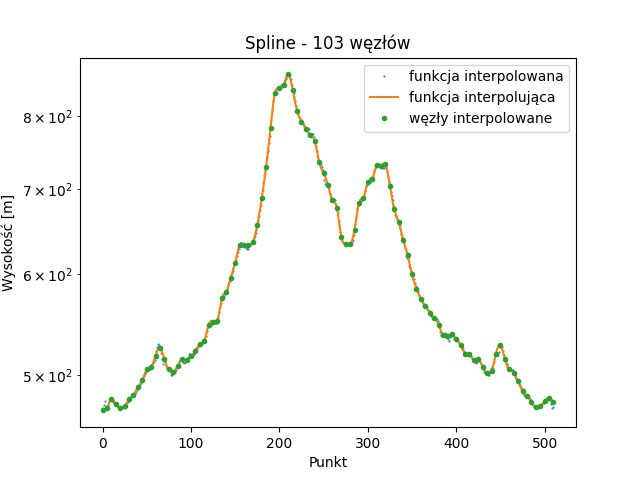 Spline - 103 węzłów
funkcja interpolowana
funkcja interpolująca
węzły interpolowane
8 × 10²
7 × 10²
6 × 10²
5 × 10²
Wysokość [m]
0 100 200 300 400 500
Punkt